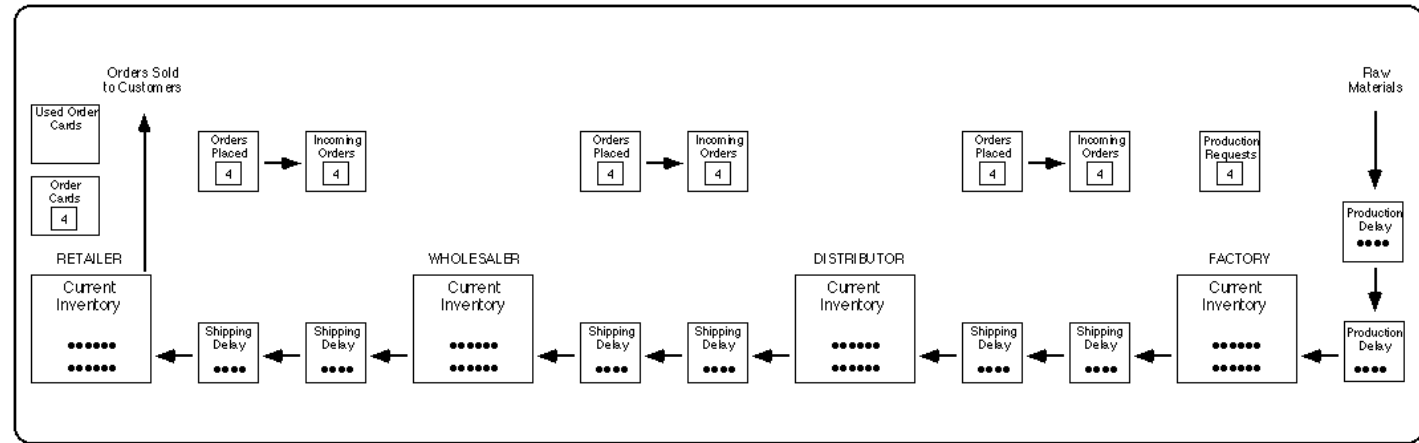 Orders Sold
to Customers
Raw
Materials
Used Order
Cards
Orders
Placed
4
Incoming
Orders
4
Orders
Placed
4
Incoming
Orders
4
Orders
Placed
4
Incoming
Orders
4
Production
Requests
4
Order
Cards
4
Production
Delay
RETAILER
WHOLESALER
DISTRIBUTOR
FACTORY
Current
Inventory
Shipping
Delay
Shipping
Delay
Current
Inventory
Shipping
Delay
Shipping
Delay
Current
Inventory
Shipping
Delay
Shipping
Delay
Current
Inventory
Production
Delay